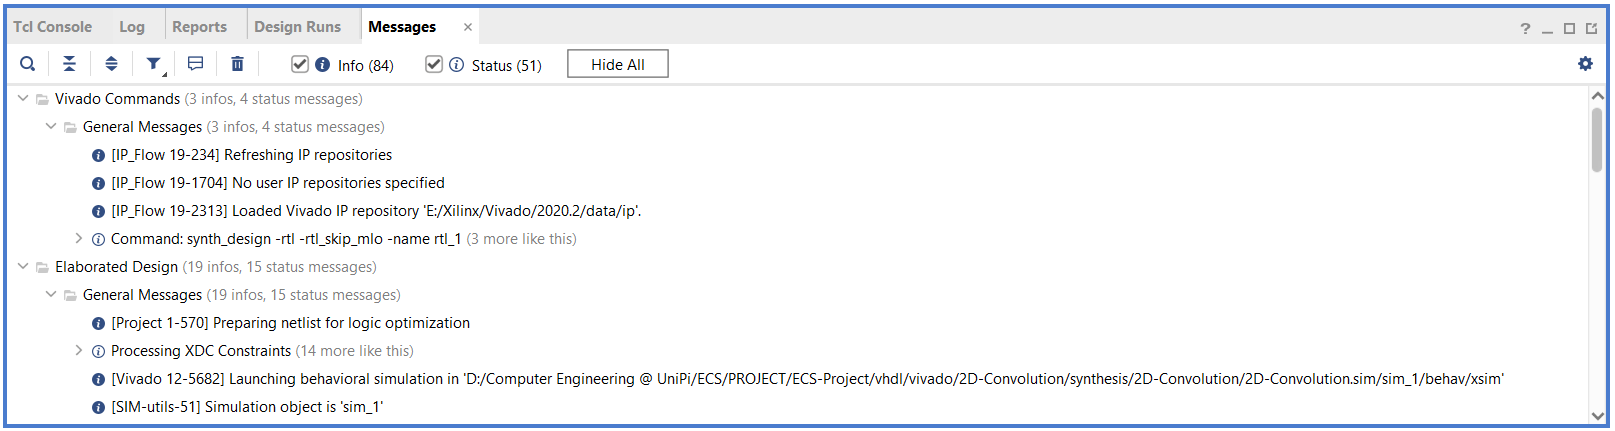 Tcl Console Log Reports Design Runs Messages × ?
Info (84) Status (51) Hide All
Vivado Commands (3 infos, 4 status messages)
General Messages (3 infos, 4 status messages)
[IP_Flow 19-234] Refreshing IP repositories
[IP_Flow 19-1704] No user IP repositories specified
[IP_Flow 19-2313] Loaded Vivado IP repository 'E:/Xilinx/Vivado/2020.2/data/ip'.
Command: synth_design -rtl -rtl_skip_mlo -name rtl_1 (3 more like this)
Elaborated Design (19 infos, 15 status messages)
General Messages (19 infos, 15 status messages)
[Project 1-570] Preparing netlist for logic optimization
Processing XDC Constraints (14 more like this)
[Vivado 12-5682] Launching behavioral simulation in 'D:/Computer Engineering @ UniPi/ECS/PROJECT/ECS-Project/vhdl/vivado/2D-Convolution/synthesis/2D-Convolution/2D-Convolution.sim/sim_1/behav/xsim'
[SIM-utils-51] Simulation object is 'sim_1'